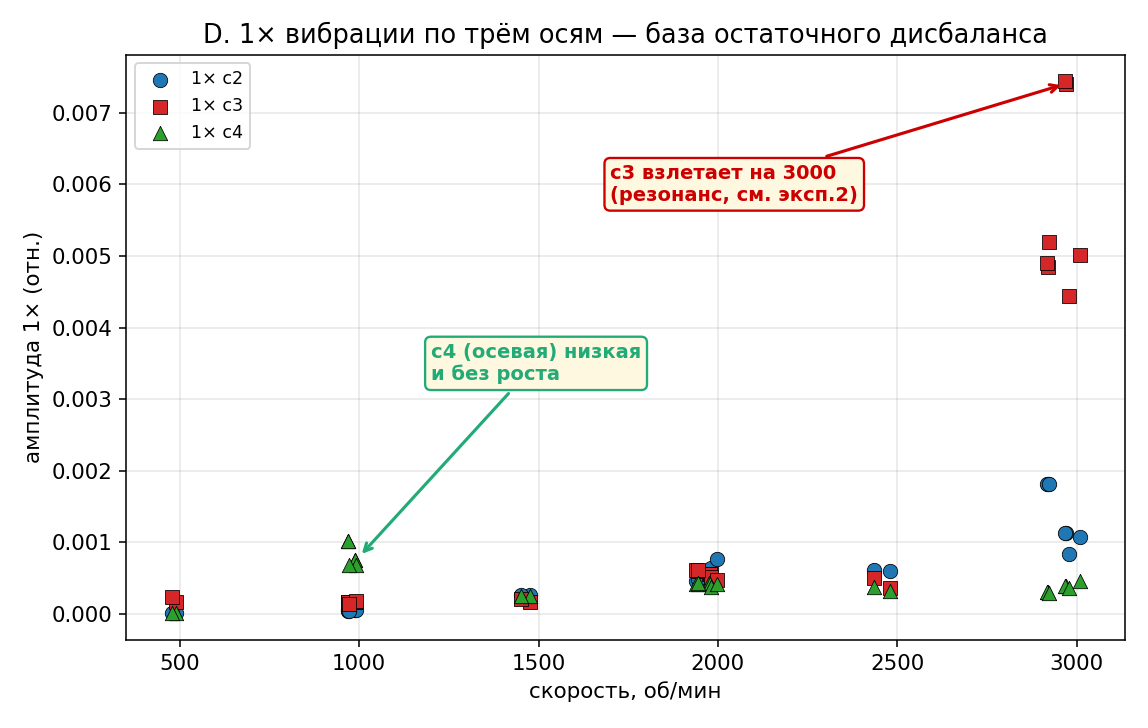 D. 1× вибрации по трём осям — база остаточного дисбаланса
1× c2
1× c3
1× c4
c3 взлетает на 3000
(резонанс, см. эксп.2)
c4 (осевая) низкая
и без роста
амплитуда 1× (отн.)
0.007
0.006
0.005
0.004
0.003
0.002
0.001
0.000
500 1000 1500 2000 2500 3000
скорость, об/мин